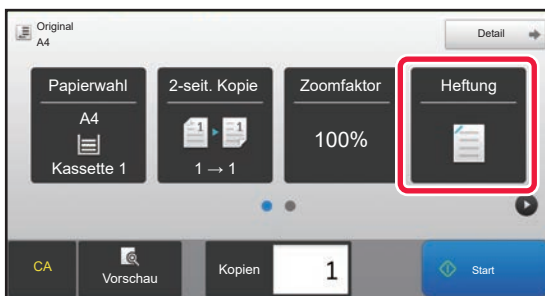 Original
A4
Detail
Papierwahl
A4
Kassette 1
2-seit. Kopie
1 1
1 → 1
Zoomfaktor
100%
Heftung
CA
Vorschau
Kopien
1
Start